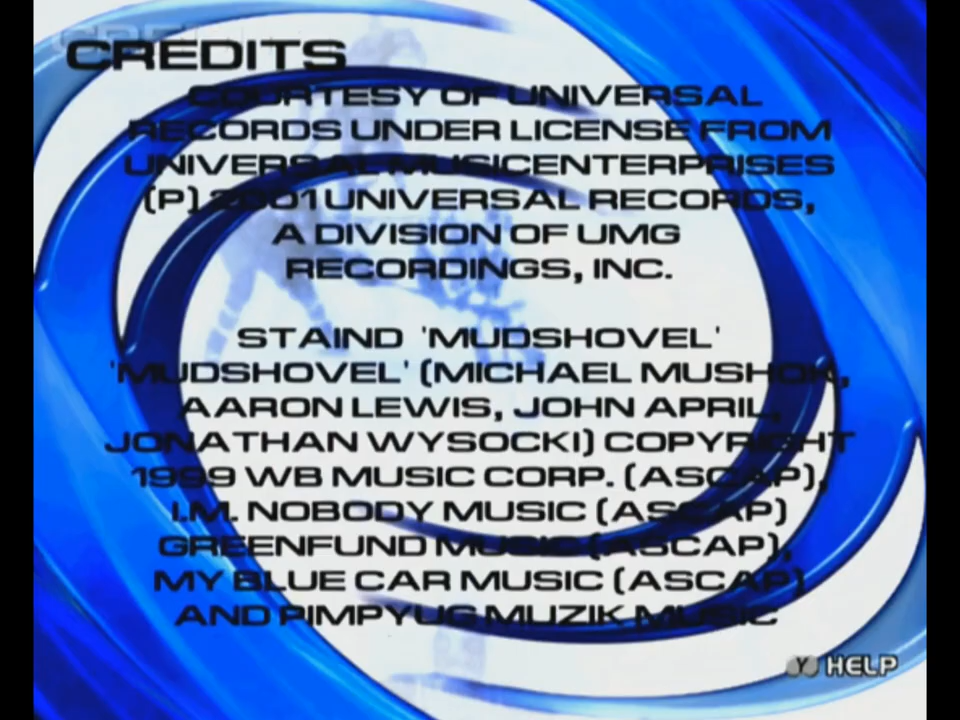 CREDITS
COURTESY OF UNIVERSAL
RECORDS UNDER LICENSE FROM
UNIVERSAL MUSICENTERPRISES
(P) 2001 UNIVERSAL RECORDS,
A DIVISION OF UMG
RECORDINGS, INC.
STAIND 'MUDSHOVEL'
'MUDSHOVEL' (MICHAEL MUSHOK,
AARON LEWIS, JOHN APRIL,
JONATHAN WYSOCKI) COPYRIGHT
1999 WB MUSIC CORP. (ASCAP),
I.M. NOBODY MUSIC (ASCAP)
GREENFUND MUSIC (ASCAP),
MY BLUE CAR MUSIC (ASCAP)
AND PIMPYUG MUZIK MUSIC
Y HELP